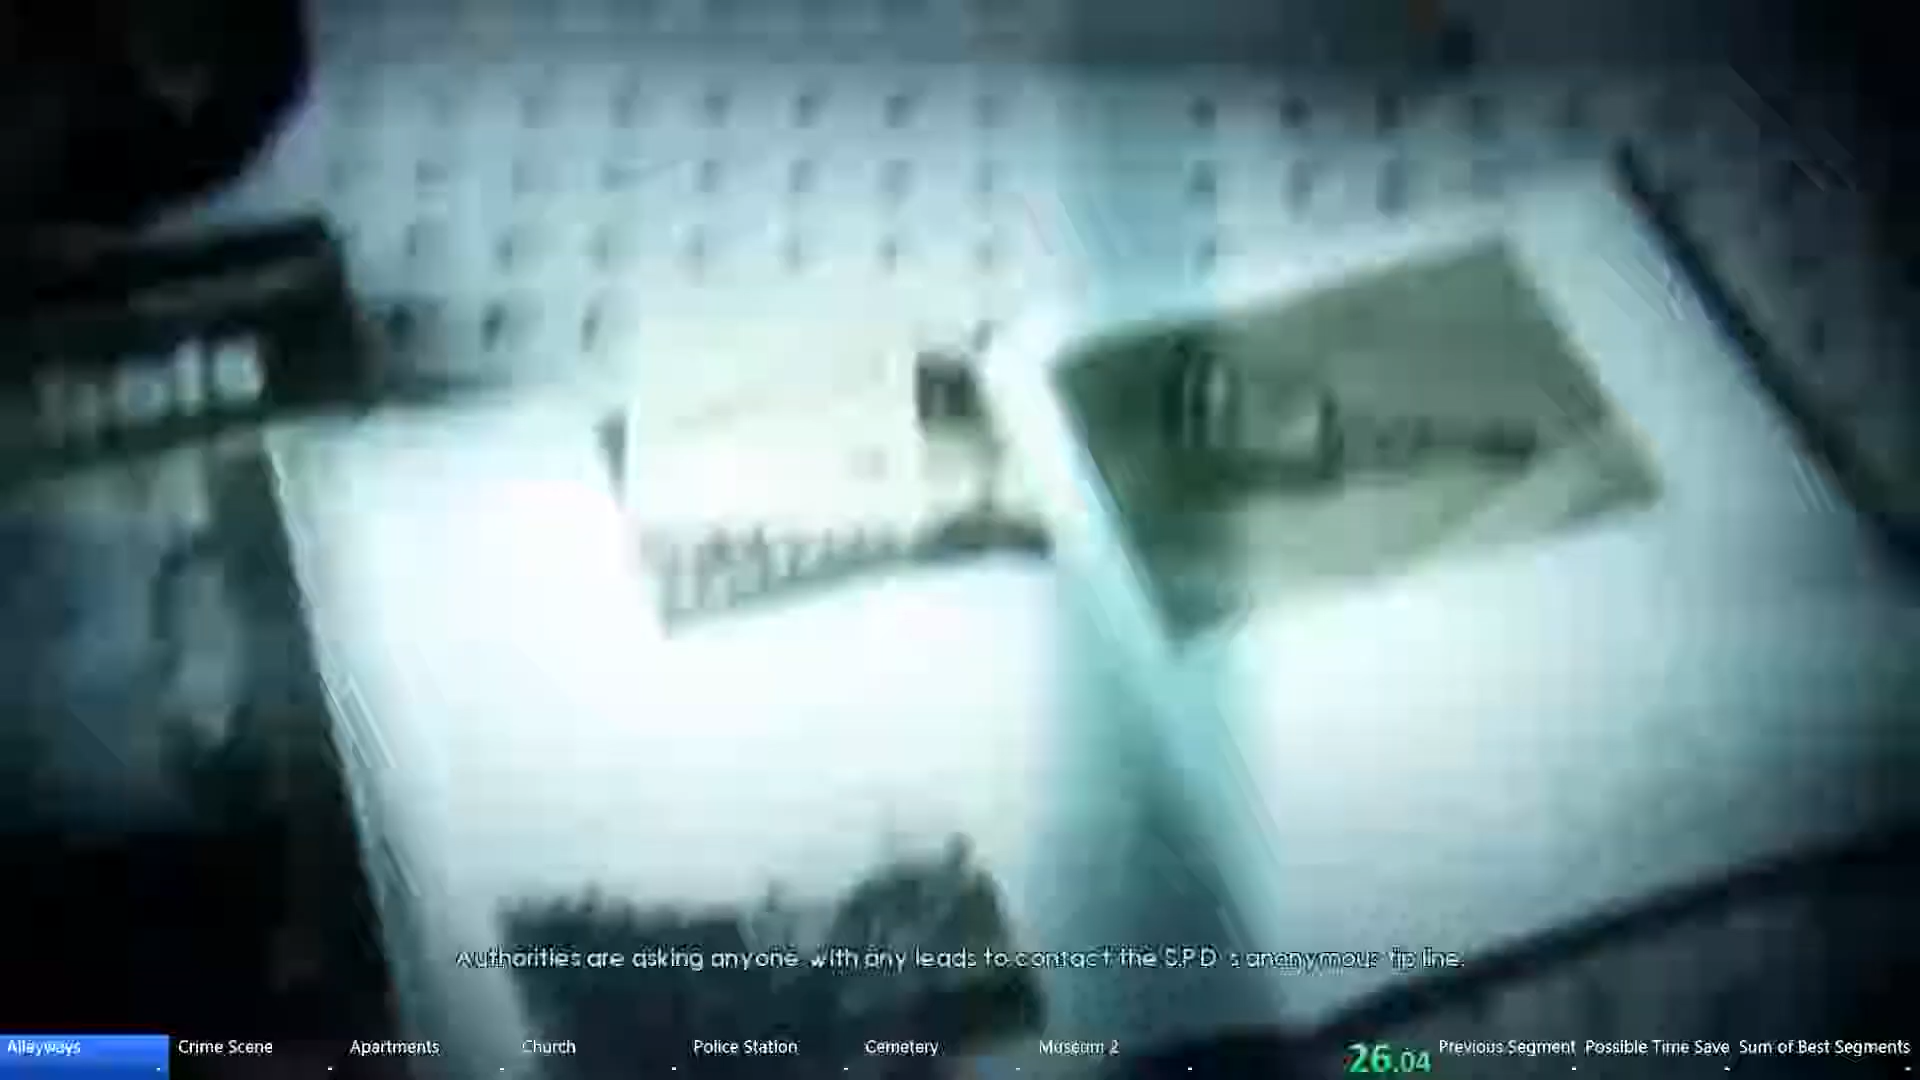 Authorities are asking anyone with any leads to contact the S.P.D.'s anonymous tip line.
Alleyways
Crime Scene
Apartments
Church
Police Station
Cemetery
Museum 2
26.04
Previous Segment
Possible Time Save
Sum of Best Segments
- - - - - - - - - -